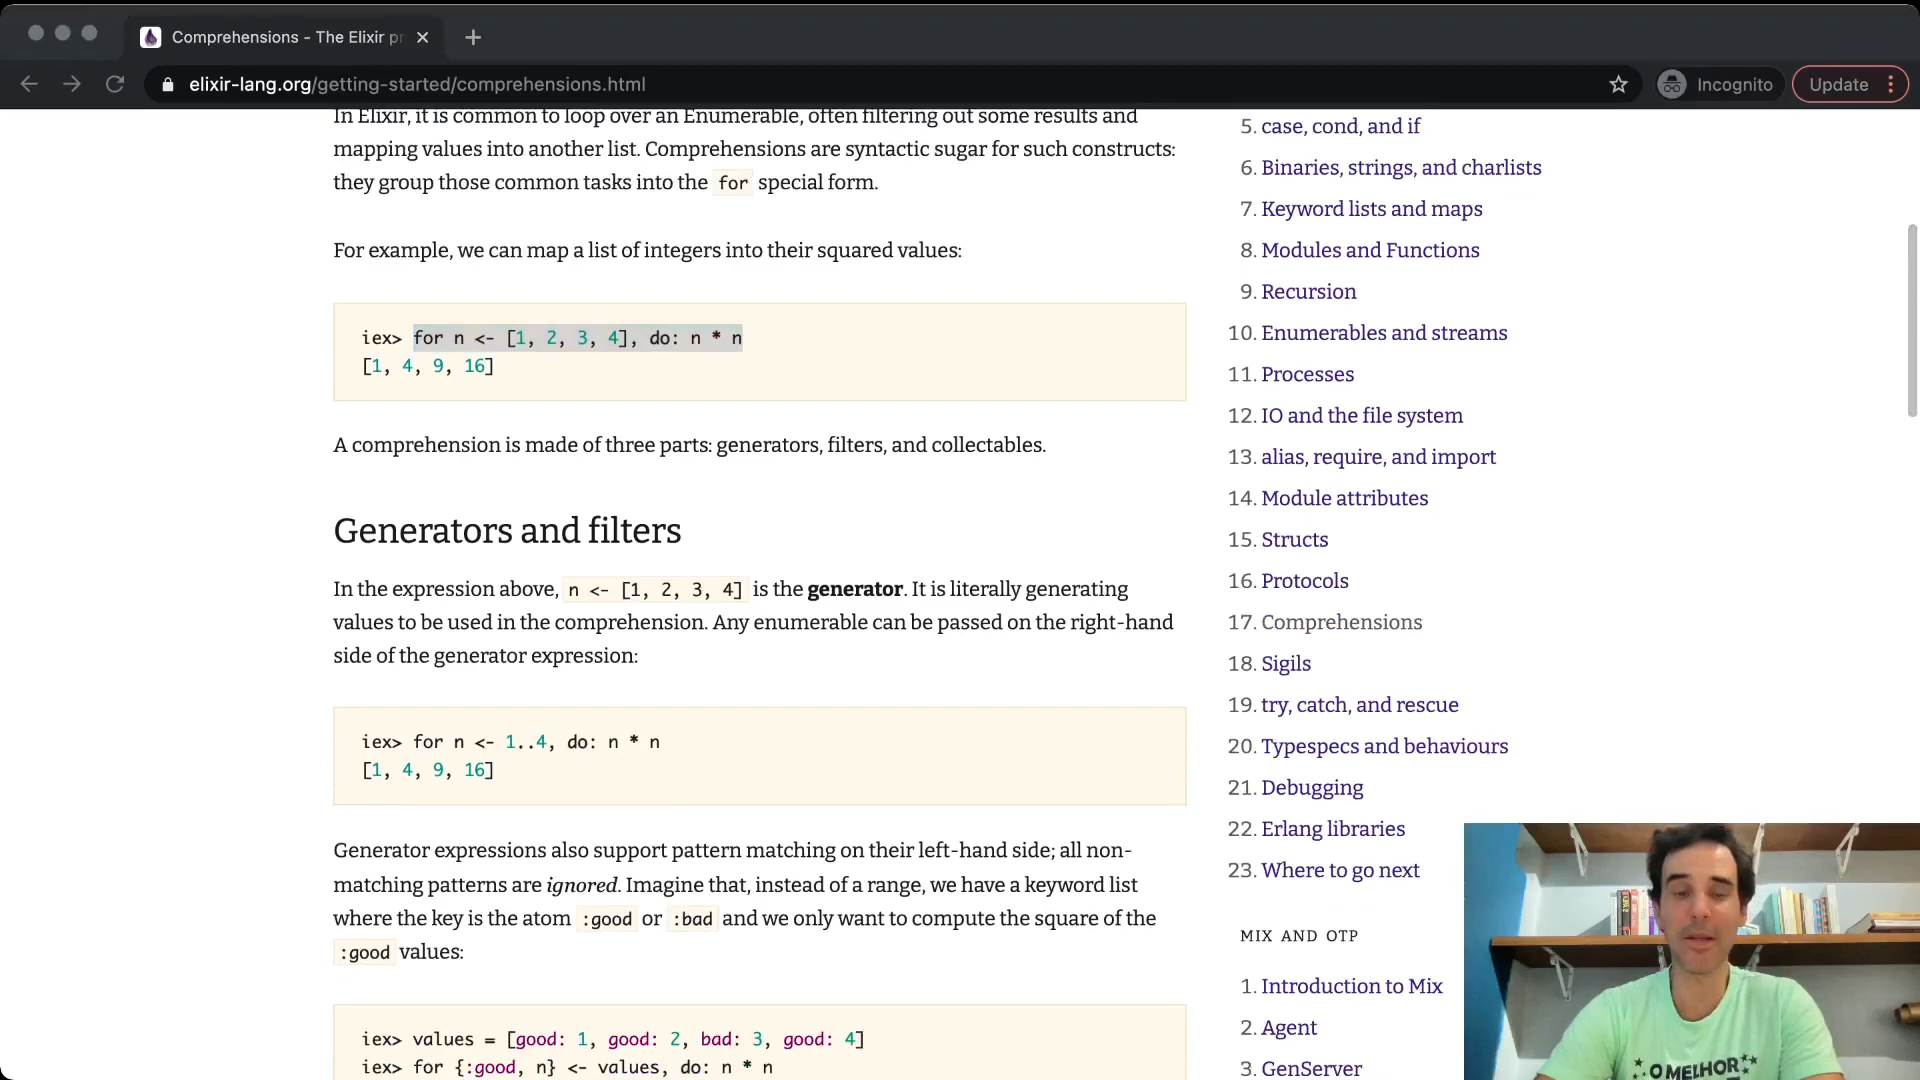 Comprehensions - The Elixir pr
elixir-lang.org/getting-started/comprehensions.html
Incognito
Update
In Elixir, it is common to loop over an Enumerable, often filtering out some results and
mapping values into another list. Comprehensions are syntactic sugar for such constructs:
they group those common tasks into the for special form.
For example, we can map a list of integers into their squared values:
iex> for n <- [1, 2, 3, 4], do: n * n
[1, 4, 9, 16]
A comprehension is made of three parts: generators, filters, and collectables.
Generators and filters
In the expression above, n <- [1, 2, 3, 4] is the generator. It is literally generating
values to be used in the comprehension. Any enumerable can be passed on the right-hand
side of the generator expression:
iex> for n <- 1..4, do: n * n
[1, 4, 9, 16]
Generator expressions also support pattern matching on their left-hand side; all non-
matching patterns are ignored. Imagine that, instead of a range, we have a keyword list
where the key is the atom :good or :bad and we only want to compute the square of the
:good values:
iex> values = [good: 1, good: 2, bad: 3, good: 4]
iex> for {:good, n} <- values, do: n * n
5. case, cond, and if
6. Binaries, strings, and charlists
7. Keyword lists and maps
8. Modules and Functions
9. Recursion
10. Enumerables and streams
11. Processes
12. IO and the file system
13. alias, require, and import
14. Module attributes
15. Structs
16. Protocols
17. Comprehensions
18. Sigils
19. try, catch, and rescue
20. Typespecs and behaviours
21. Debugging
22. Erlang libraries
23. Where to go next
MIX AND OTP
1. Introduction to Mix
2. Agent
3. GenServer
O MELHOR